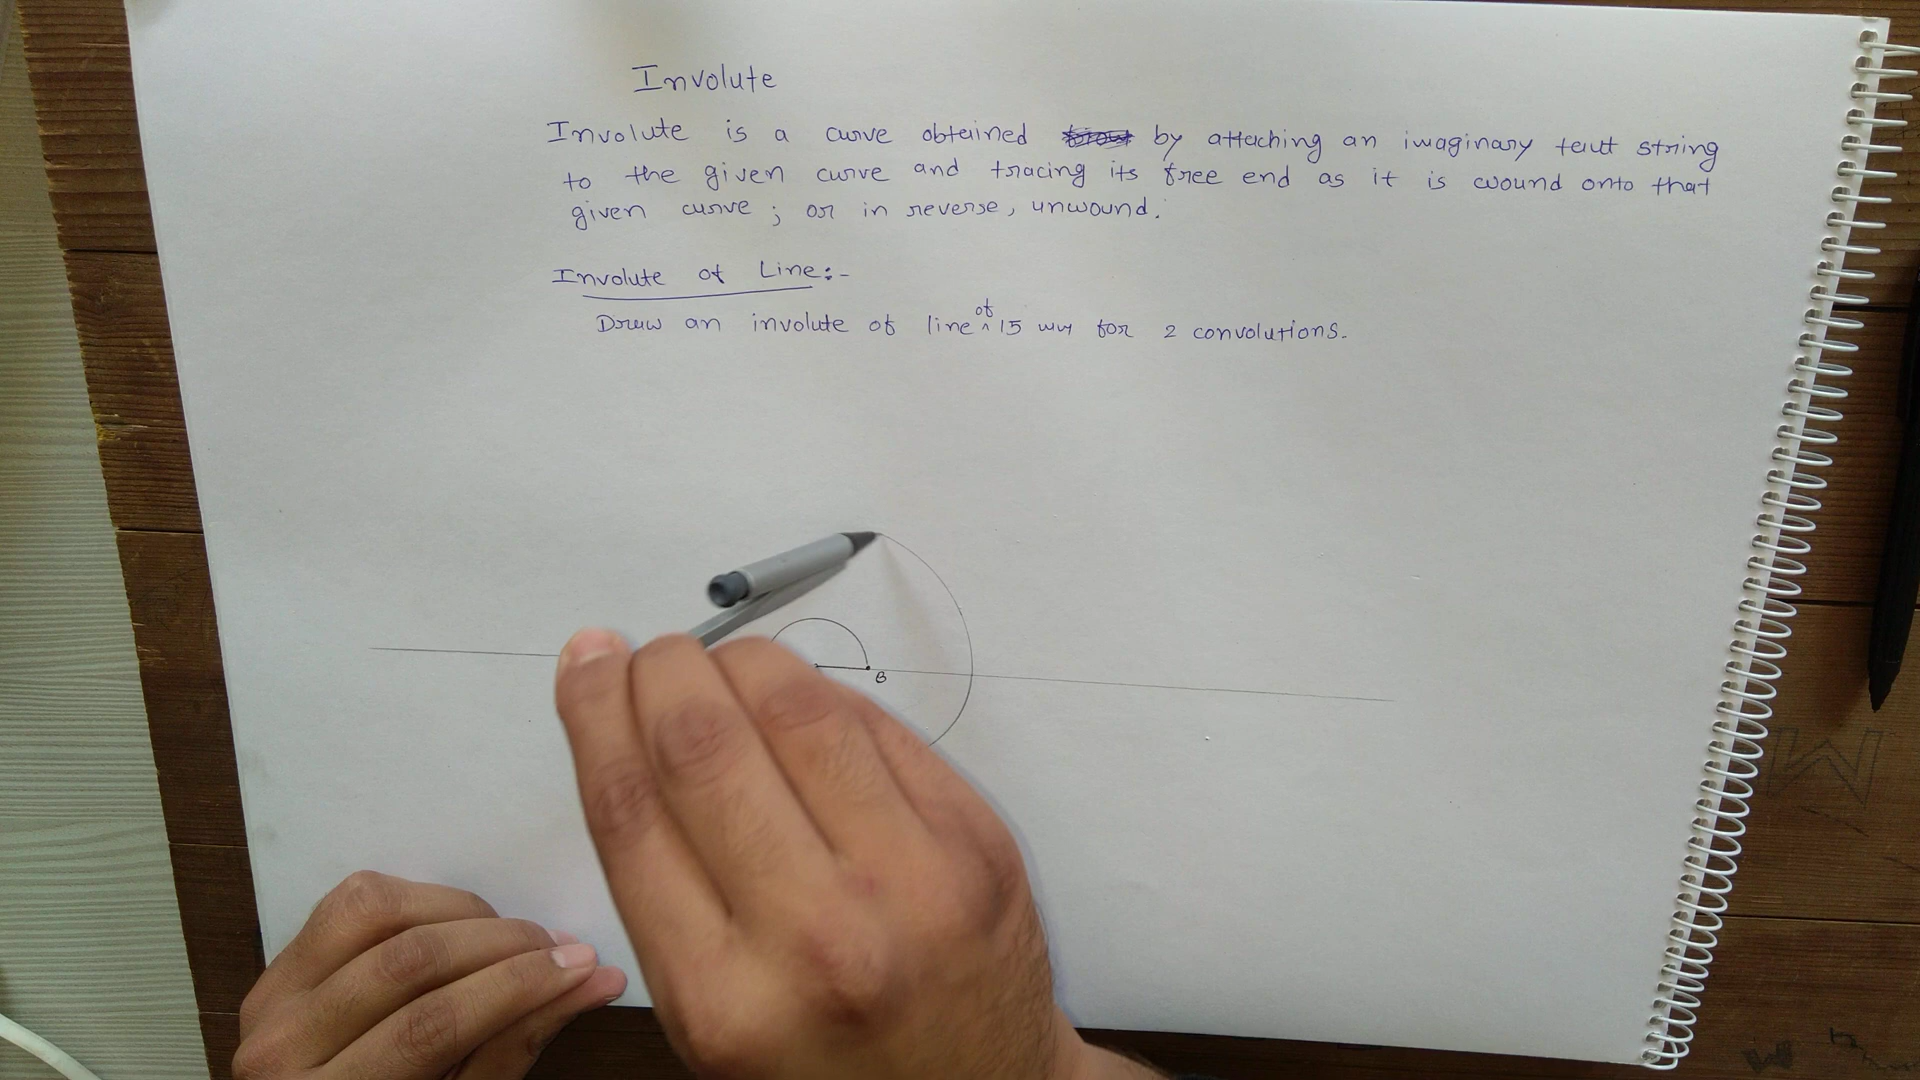 Involute
Involute is a curve obtained by attaching an imaginary taut string
to the given curve and tracing its free end as it is wound onto that
given curve ; or in reverse, unwound.
Involute of Line:-
Draw an involute of line of 15 mm for 2 convolutions.
B
M